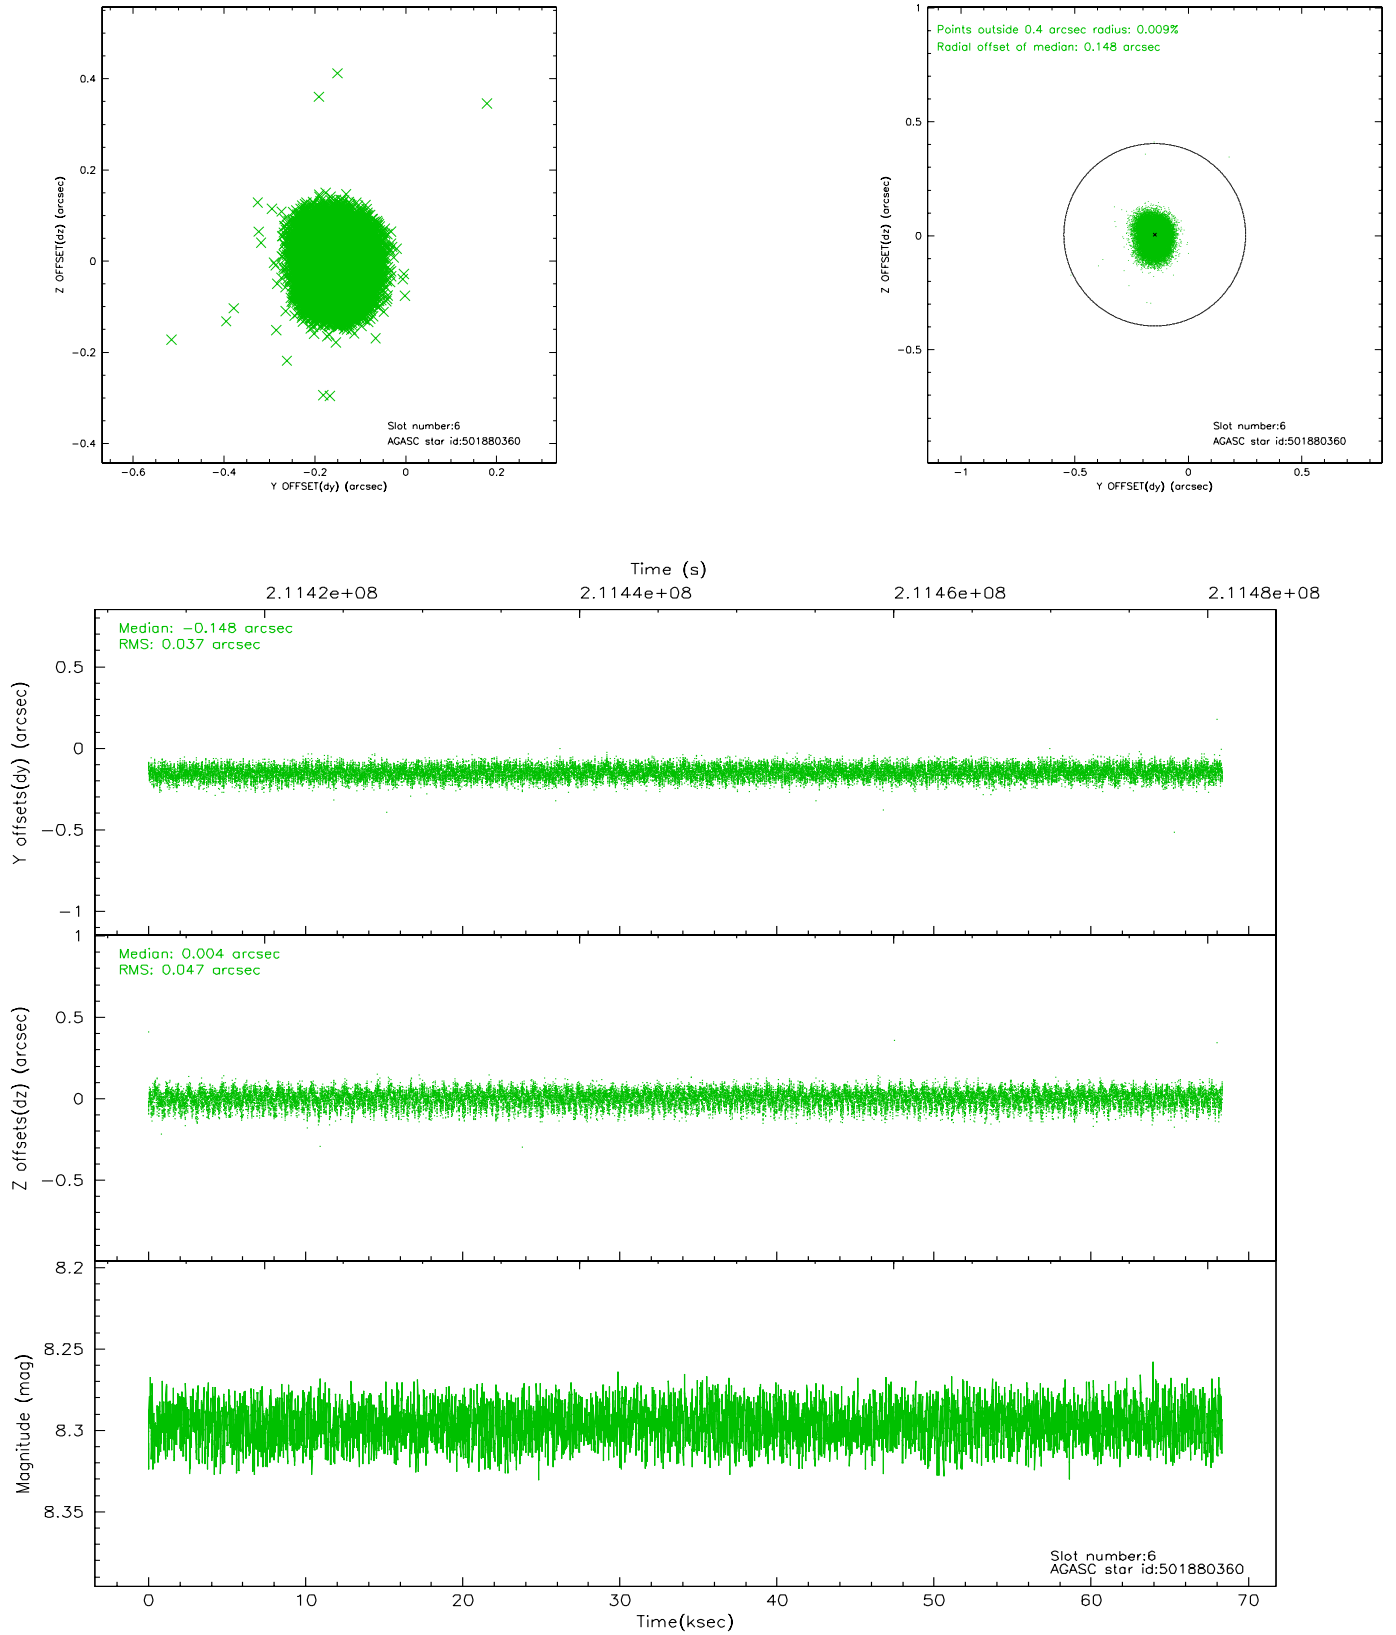 0.4
0.2
0
−0.2
−0.4
Z OFFSET(dz) (arcsec)
Slot number:6
AGASC star id:501880360
−0.6
−0.4
−0.2
0
0.2
Y OFFSET(dy) (arcsec)
Points outside 0.4 arcsec radius: 0.009%
Radial offset of median: 0.148 arcsec
1
0.5
0
−0.5
Z OFFSET(dz) (arcsec)
Slot number:6
AGASC star id:501880360
−1
−0.5
0
0.5
Y OFFSET(dy) (arcsec)
Time (s)
2.1142e+08
2.1144e+08
2.1146e+08
2.1148e+08
Median: −0.148 arcsec
RMS: 0.037 arcsec
0.5
0
−0.5
−1
Y offsets(dy) (arcsec)
Median: 0.004 arcsec
RMS: 0.047 arcsec
1
0.5
0
−0.5
Z offsets(dz) (arcsec)
8.2
8.25
8.3
8.35
Magnitude (mag)
Slot number:6
AGASC star id:501880360
0
10
20
30
40
50
60
70
Time(ksec)